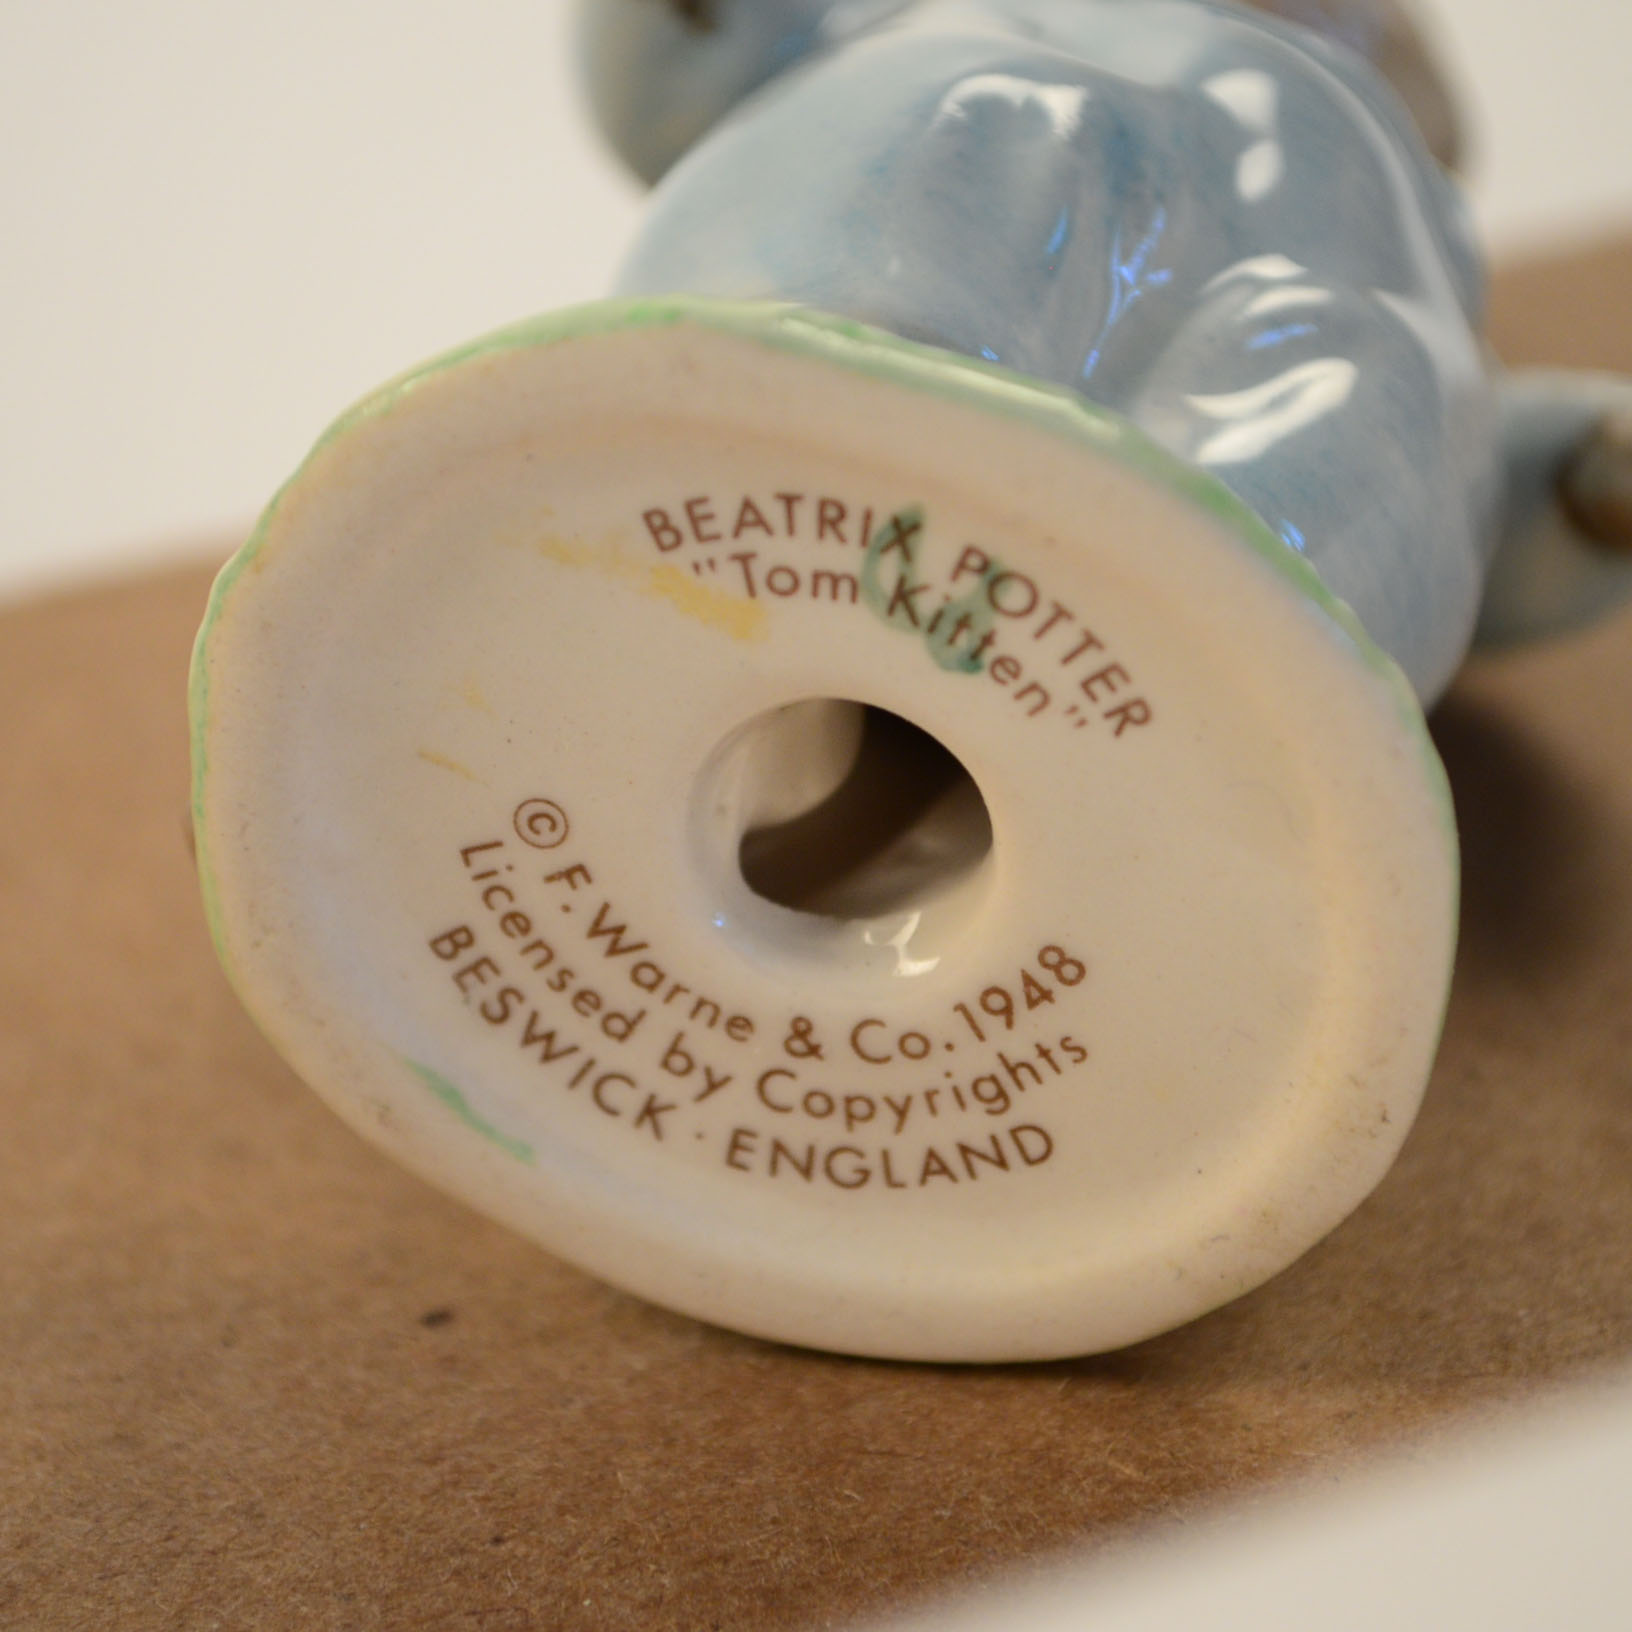 BEATRIX POTTER
"Tom Kitten"
© F. Warne & Co. 1948
Licensed by Copyrights
BESWICK · ENGLAND